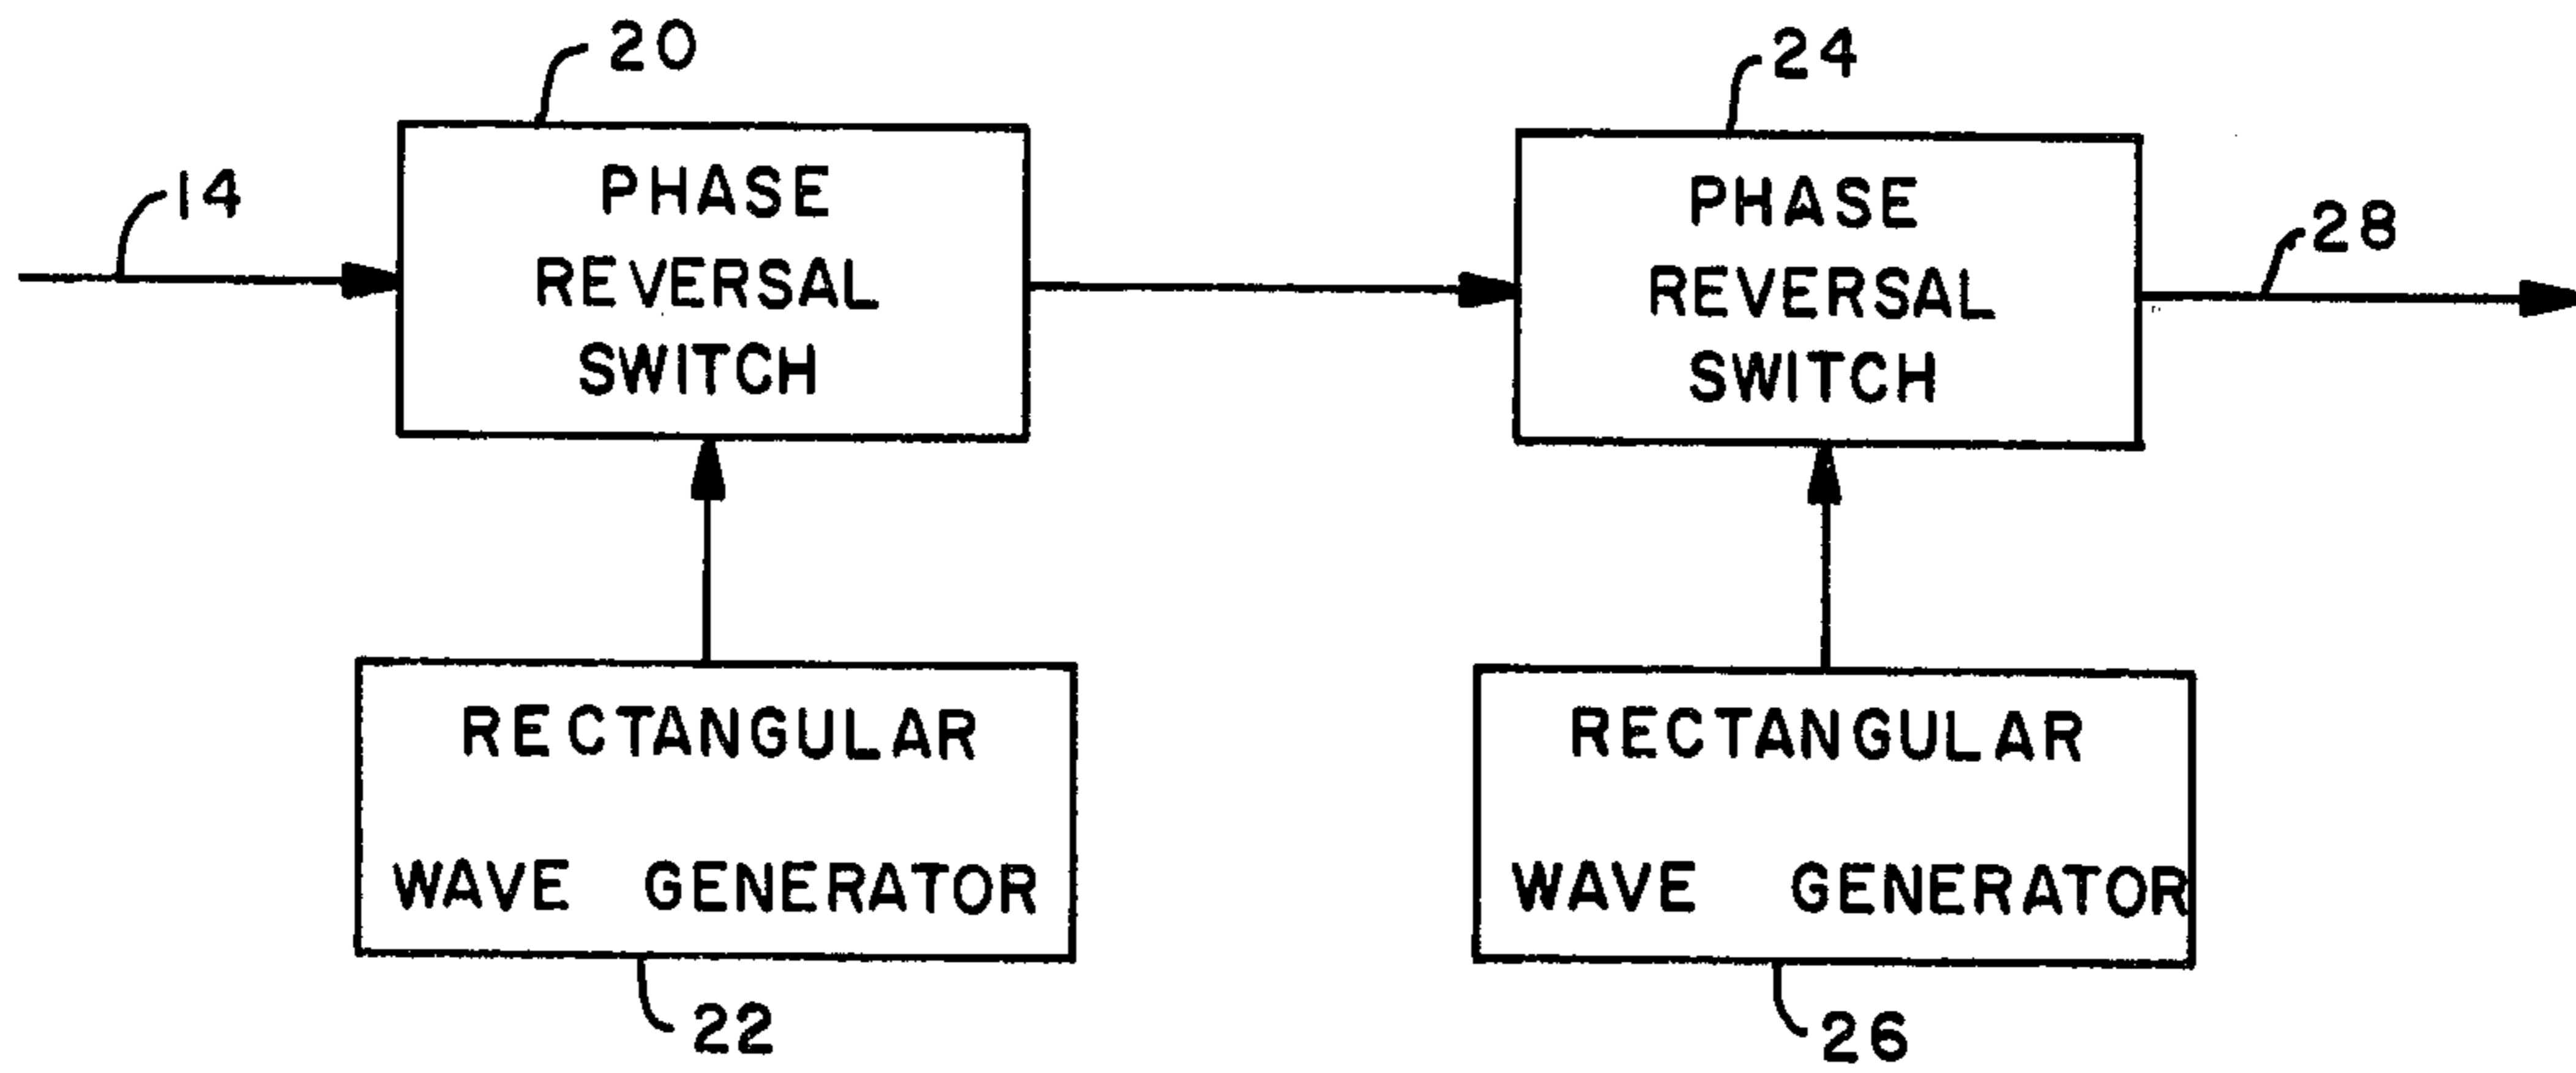 20
24
14
28
PHASE
REVERSAL
SWITCH
PHASE
REVERSAL
SWITCH
RECTANGULAR
WAVE GENERATOR
RECTANGULAR
WAVE GENERATOR
22
26